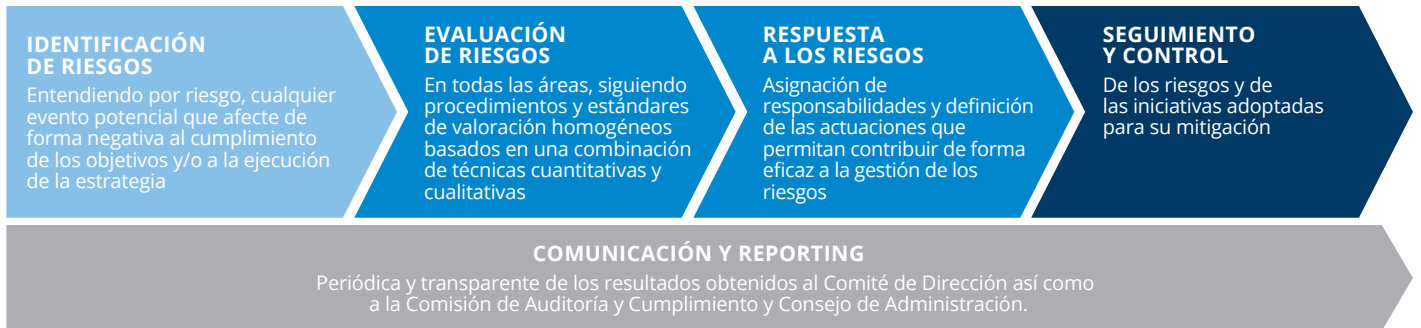 IDENTIFICACIÓN
DE RIESGOS
Entendiendo por riesgo, cualquier
evento potencial que afecte de
forma negativa al cumplimiento
de los objetivos y/o a la ejecución
de la estrategia
EVALUACIÓN
DE RIESGOS
En todas las áreas, siguiendo
procedimientos y estándares
de valoración homogéneos
basados en una combinación
de técnicas cuantitativas y
cualitativas
RESPUESTA
A LOS RIESGOS
Asignación de
responsabilidades y definición
de las actuaciones que
permitan contribuir de forma
eficaz a la gestión de los
riesgos
SEGUIMIENTO
Y CONTROL
De los riesgos y de
las iniciativas adoptadas
para su mitigación
COMUNICACIÓN Y REPORTING
Periódica y transparente de los resultados obtenidos al Comité de Dirección así como
a la Comisión de Auditoría y Cumplimiento y Consejo de Administración.